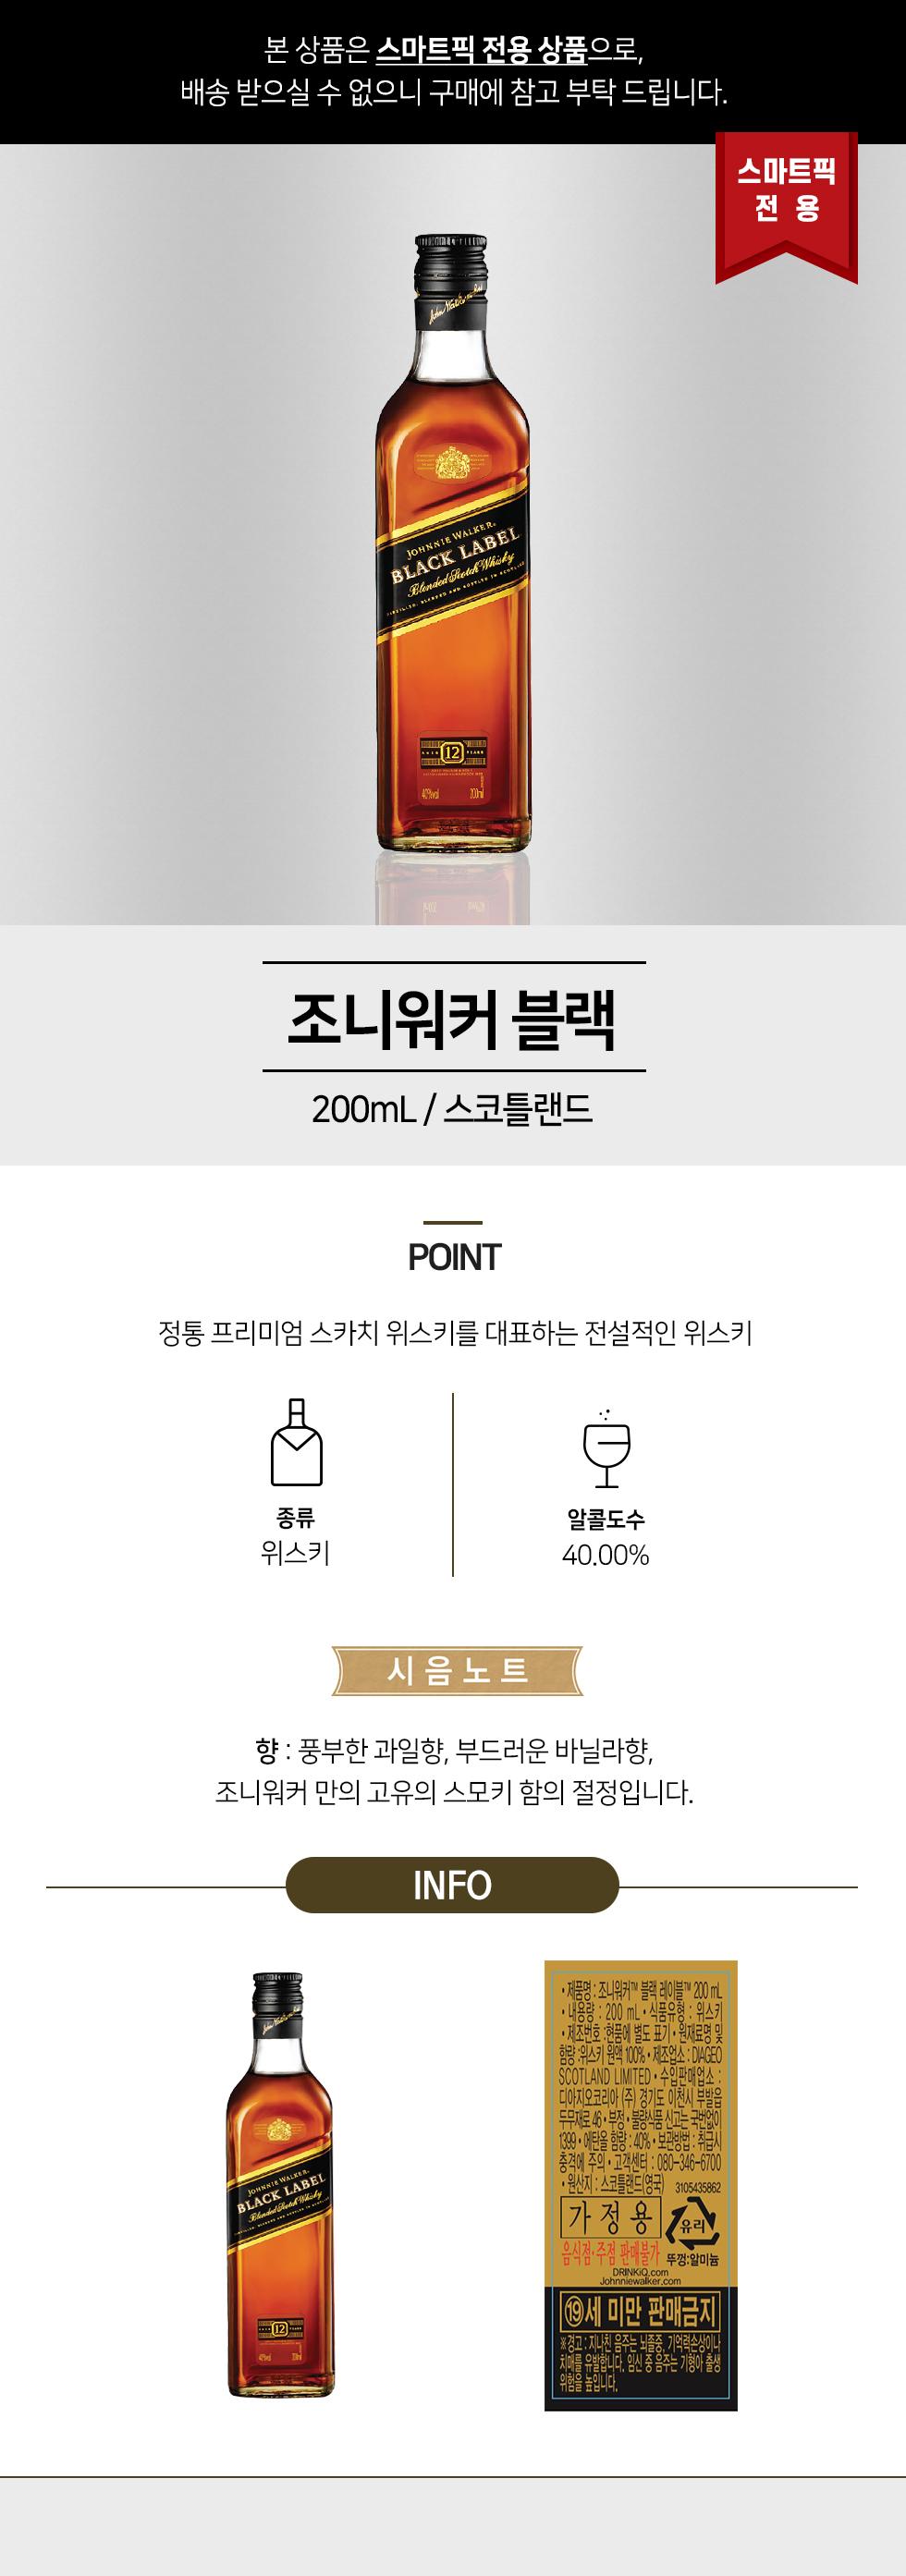 본 상품은 스마트픽 전용 상품으로,
배송 받으실 수 없으니 구매에 참고 부탁 드립니다.
스마트픽
전 용
John Walker
JOHNNIE WALKER.
BLACK LABEL
Blended Scotch Whisky
DISTILLED, BLENDED AND BOTTLED IN SCOTLAND
12
YEARS
40%vol
200ml
조니워커 블랙
200mL / 스코틀랜드
POINT
정통 프리미엄 스카치 위스키를 대표하는 전설적인 위스키
종류
위스키
알콜도수
40.00%
시음노트
향 : 풍부한 과일향, 부드러운 바닐라향,
조니워커 만의 고유의 스모키 함의 절정입니다.
INFO
JOHNNIE WALKER.
BLACK LABEL
Blended Scotch Whisky
12
• 제품명 : 조니워커™ 블랙 레이블™ 200 mL
• 내용량 : 200 mL • 식품유형 : 위스키
• 제조번호 :현품에 별도 표기 • 원재료명 및
함량 :위스키 원액 100% • 제조업소 : DIAGEO
SCOTLAND LIMITED • 수입판매업소 :
디아지오코리아 (주) 경기도 이천시 부발읍
두무재로 46 • 부정 • 불량식품 신고는 국번없이
1399 • 에탄올 함량 : 40% • 보관방법 : 취급시
충격에 주의 • 고객센터 : 080-346-6700
• 원산지 : 스코틀랜드(영국) 3105435862
가 정 용
유리
음식점·주점 판매불가
뚜껑:알미늄
DRINKiQ.com
Johnniewalker.com
⑲세 미만 판매금지
※경고 : 지나친 음주는 뇌졸중, 기억력손상이나
치매를 유발합니다. 임신 중 음주는 기형아 출생
위험을 높입니다.